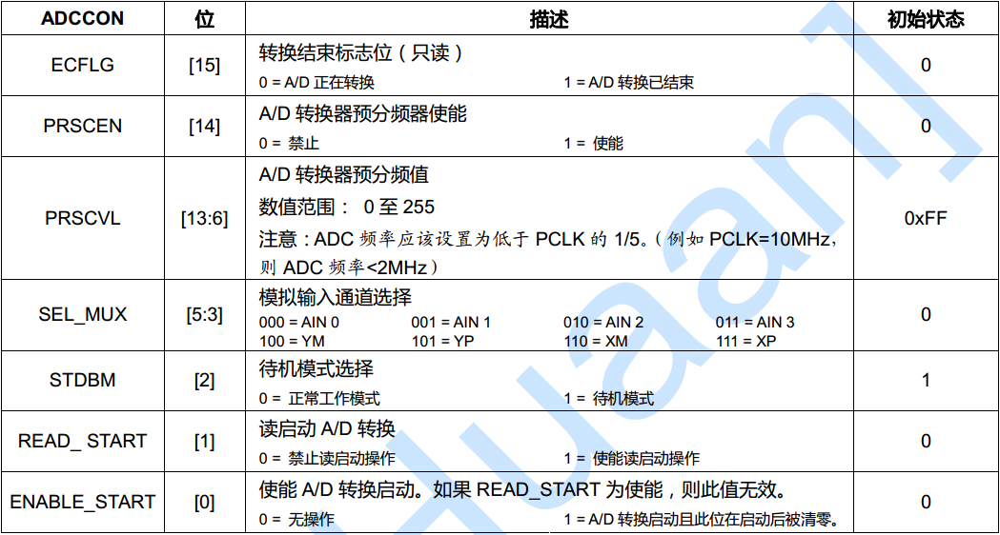 ADCCON 位 描述 初始状态
ECFLG [15] 转换结束标志位（只读） 0
0 = A/D 正在转换 1 = A/D 转换已结束
PRSCEN [14] A/D 转换器预分频器使能 0
0 = 禁止 1 = 使能
PRSCVL [13:6] A/D 转换器预分频值 0xFF
数值范围： 0 至 255
注意：ADC 频率应该设置为低于 PCLK 的 1/5。（例如 PCLK=10MHz，
则 ADC 频率<2MHz）
SEL_MUX [5:3] 模拟输入通道选择 0
000 = AIN 0 001 = AIN 1 010 = AIN 2 011 = AIN 3
100 = YM 101 = YP 110 = XM 111 = XP
STDBM [2] 待机模式选择 1
0 = 正常工作模式 1 = 待机模式
READ_ START [1] 读启动 A/D 转换 0
0 = 禁止读启动操作 1 = 使能读启动操作
ENABLE_START [0] 使能 A/D 转换启动。如果 READ_START 为使能，则此值无效。 0
0 = 无操作 1 = A/D 转换启动且此位在启动后被清零。
Huaan]